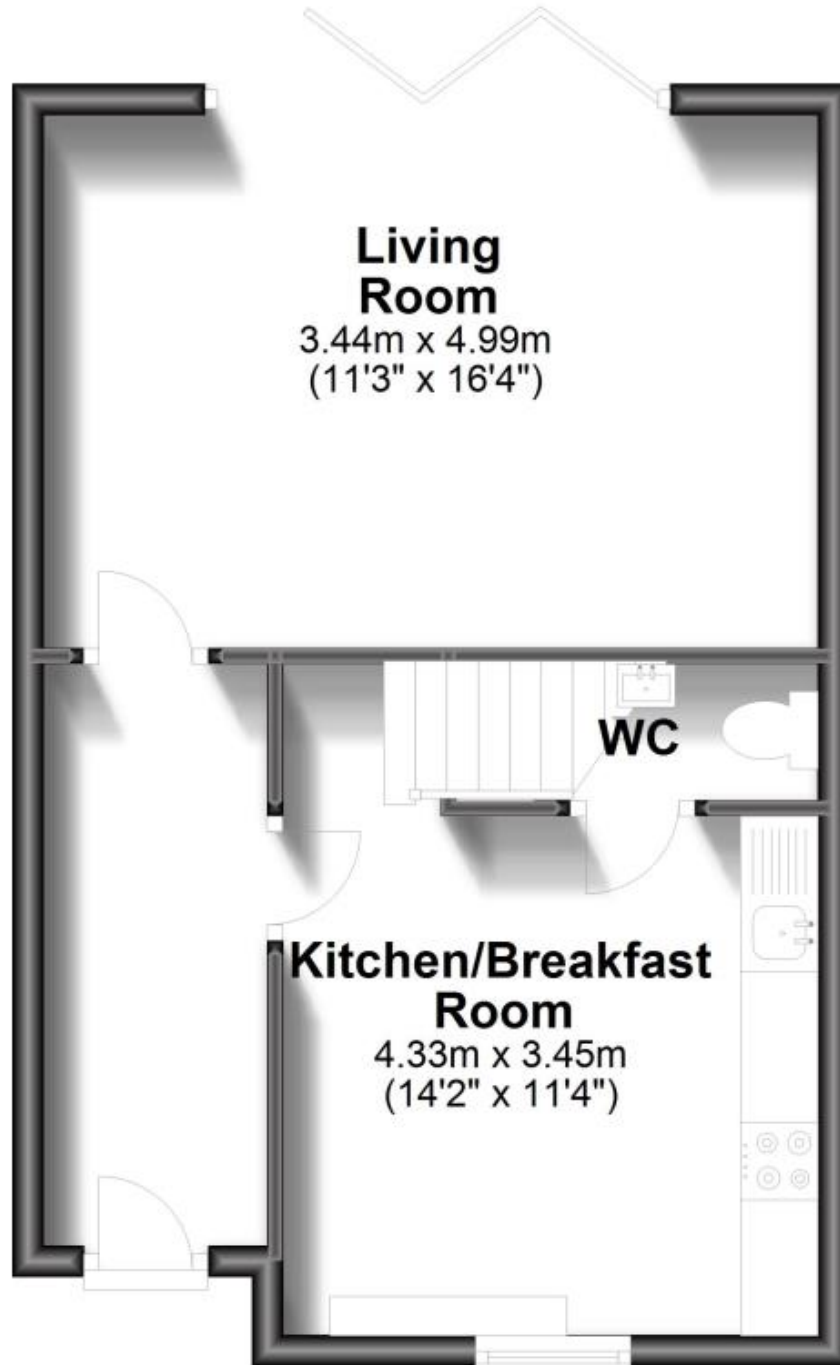 Living
Room
3.44m x 4.99m
(11'3" x 16'4")
WC
Kitchen/Breakfast
Room
4.33m x 3.45m
(14'2" x 11'4")